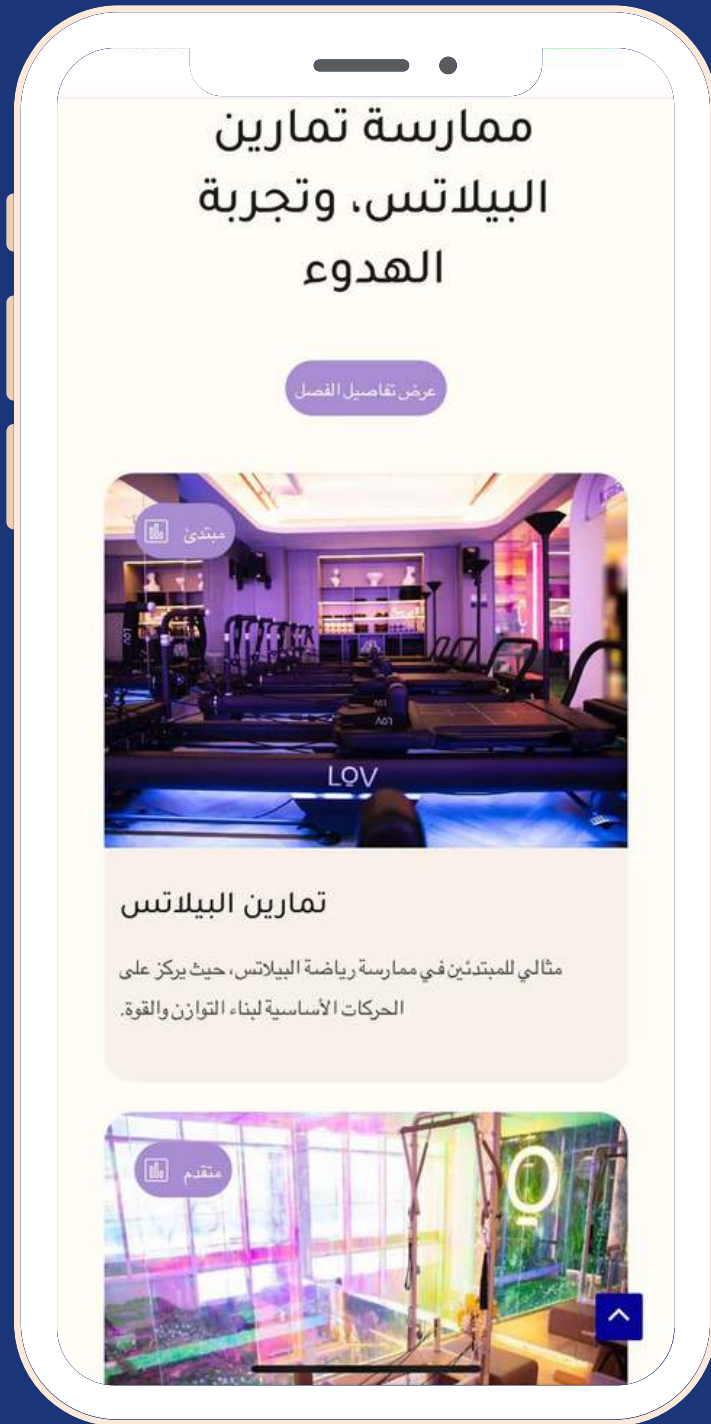 ممارسة تمارين
البيلاتس، وتجربة
الهدوء
عرض تفاصيل الفصل
مبتدئ
LOV
تمارين البيلاتس
مثالي للمبتدئين في ممارسة رياضة البيلاتس، حيث يركز على
الحركات الأساسية لبناء التوازن والقوة.
متقدم